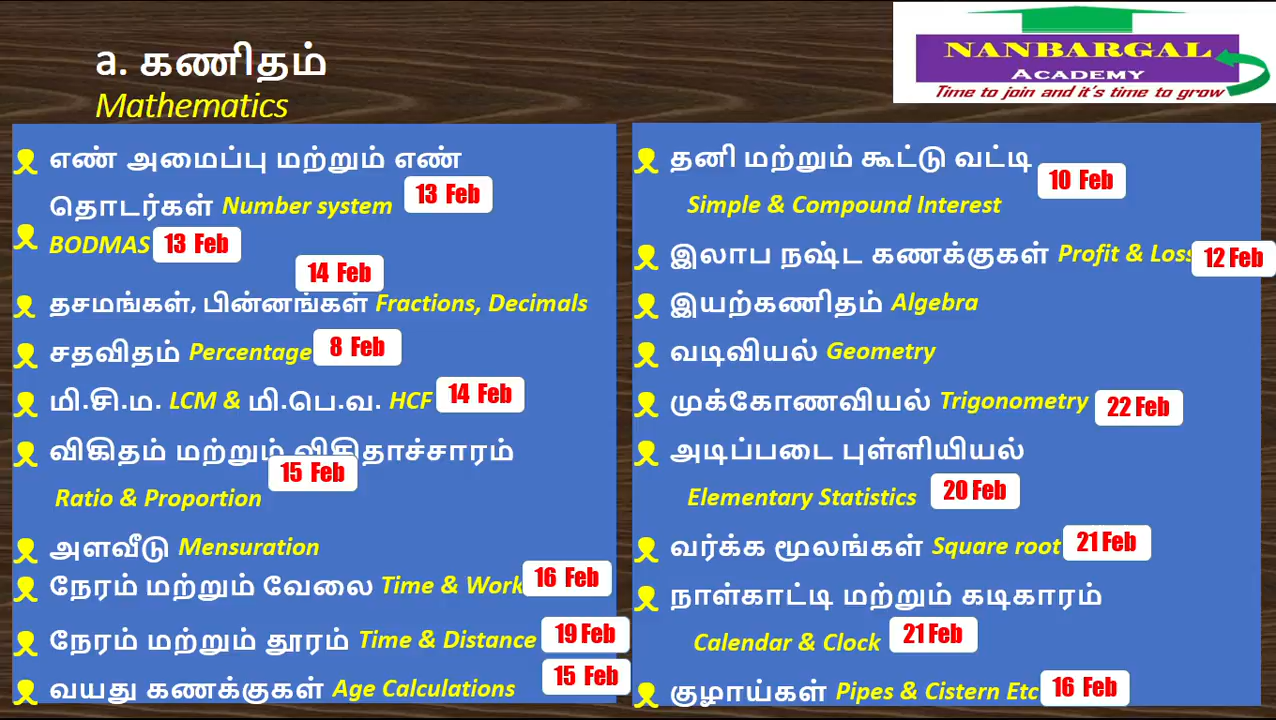 a. கணிதம்
Mathematics
NANBARGAL
ACADEMY
Time to join and it's time to grow
எண் அமைப்பு மற்றும் எண்
தொடர்கள் Number system 13 Feb
BODMAS 13 Feb
14 Feb
தசமங்கள், பின்னங்கள் Fractions, Decimals
சதவிதம் Percentage 8 Feb
மி.சி.ம. LCM & மி.பெ.வ. HCF 14 Feb
விகிதம் மற்றும் விகிதாச்சாரம்
Ratio & Proportion 15 Feb
அளவீடு Mensuration
நேரம் மற்றும் வேலை Time & Work 16 Feb
நேரம் மற்றும் தூரம் Time & Distance 19 Feb
வயது கணக்குகள் Age Calculations 15 Feb
தனி மற்றும் கூட்டு வட்டி
Simple & Compound Interest 10 Feb
இலாப நஷ்ட கணக்குகள் Profit & Loss 12 Feb
இயற்கணிதம் Algebra
வடிவியல் Geometry
முக்கோணவியல் Trigonometry 22 Feb
அடிப்படை புள்ளியியல்
Elementary Statistics 20 Feb
வர்க்க மூலங்கள் Square root 21 Feb
நாள்காட்டி மற்றும் கடிகாரம்
Calendar & Clock 21 Feb
குழாய்கள் Pipes & Cistern Etc 16 Feb